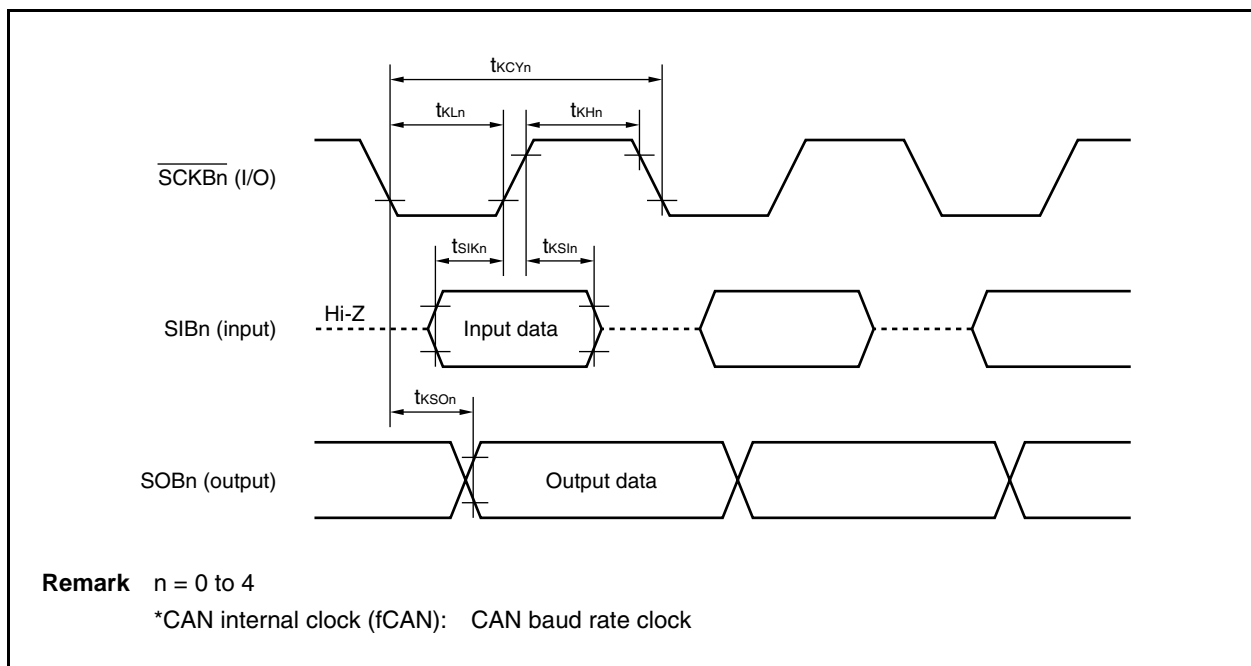 tKCYn
tKLn tKHn
SCKBn (I/O)
tSIKn tKSIn
Hi-Z
SIBn (input) Input data
tKSOn
SOBn (output) Output data
Remark n = 0 to 4
*CAN internal clock (fCAN): CAN baud rate clock